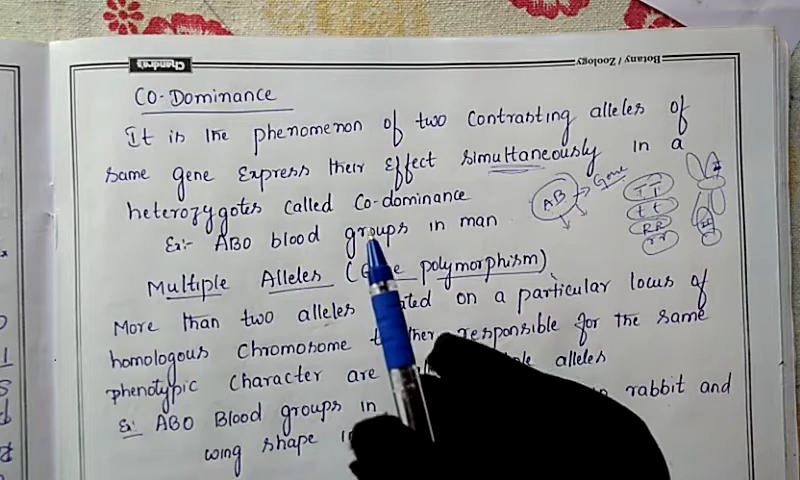 Botany / Zoology
Chandra's
CO-Dominance
It is the phenomenon of two contrasting alleles of
same gene Express their Effect simultaneously in a
heterozygotes called Co-dominance
Ex:- ABO blood groups in man
AB
Gene
TT
tt
RR
rr
Multiple Alleles (Gene polymorphism)
More than two alleles on a particular locus of
homologous Chromosome responsible for the same
phenotypic Character are alleles
Ex: ABO Blood groups in rabbit and
wing shape in